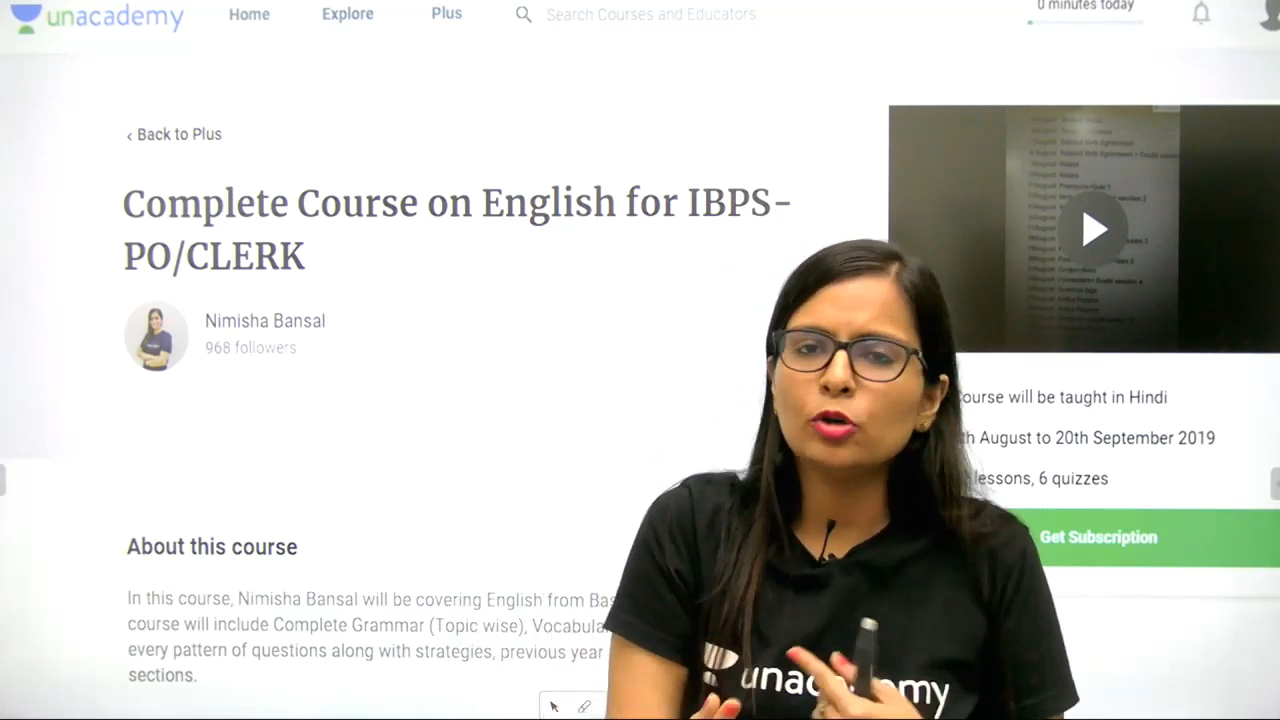 unacademy
Home
Explore
Plus
Search Courses and Educators
0 minutes today
‹ Back to Plus
Complete Course on English for IBPS-
PO/CLERK
Nimisha Bansal
968 followers
ourse will be taught in Hindi
th August to 20th September 2019
lessons, 6 quizzes
Get Subscription
About this course
In this course, Nimisha Bansal will be covering English from Bas
course will include Complete Grammar (Topic wise), Vocabula
every pattern of questions along with strategies, previous year
sections.
unac emy